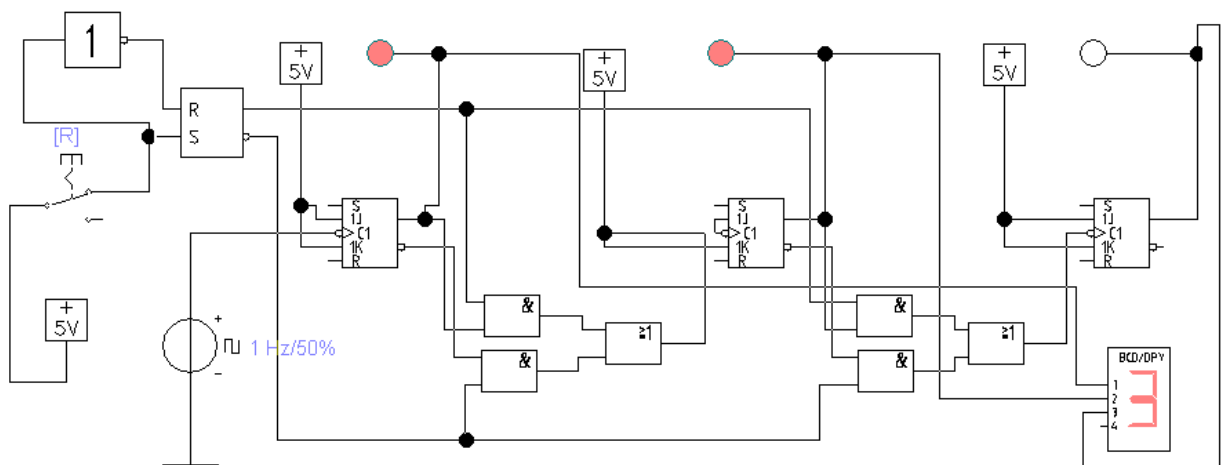 1
+
5V
+
5V
+
5V
R
S
[R]
S
1J
C1
1K
R
S
1J
C1
1K
R
S
1J
C1
1K
R
&
&
+
5V
+
1 Hz/50%
−
≥1
&
&
≥1
BCD/DPY
1
2
3
4
3